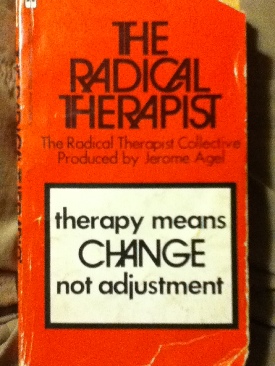 THE
RADICAL
THERAPIST
The Radical Therapist Collective
Produced by Jerome Agel
therapy means
CHANGE
not adjustment